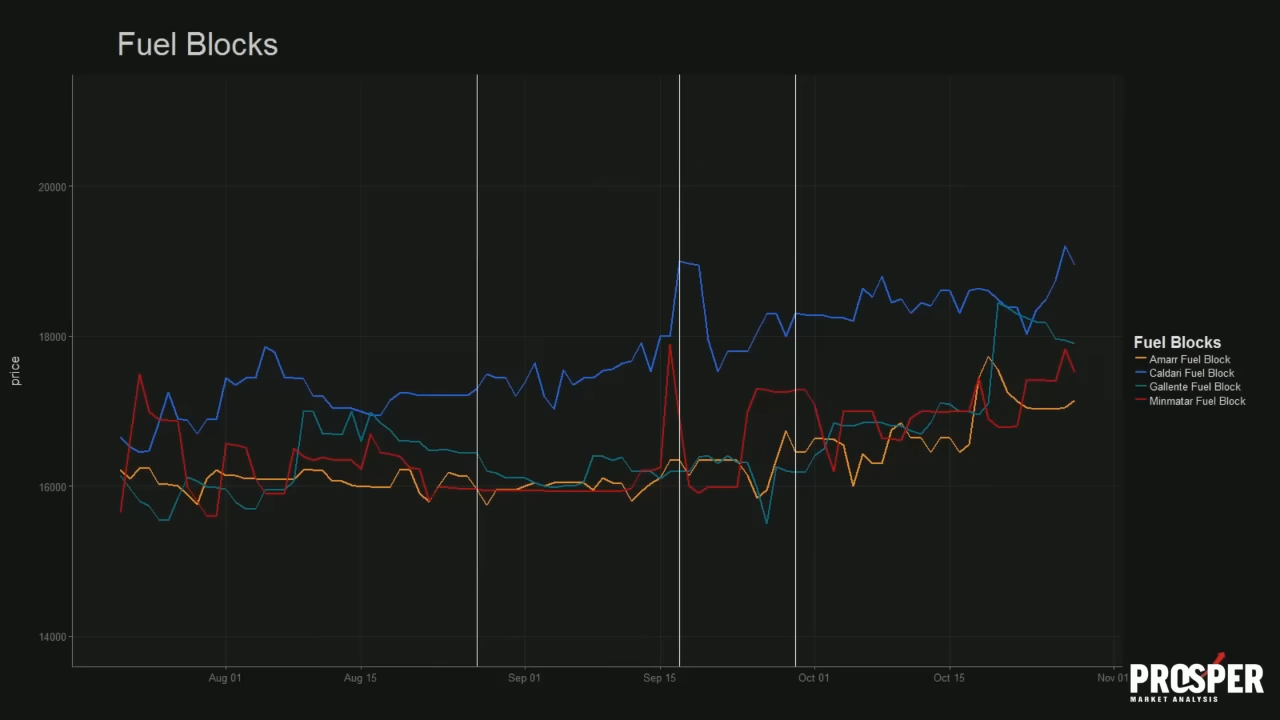 Fuel Blocks
price
20000
18000
16000
14000
Aug 01
Aug 15
Sep 01
Sep 15
Oct 01
Oct 15
Nov 01
Fuel Blocks
Amarr Fuel Block
Caldari Fuel Block
Gallente Fuel Block
Minmatar Fuel Block
PROSPER
MARKET ANALYSIS